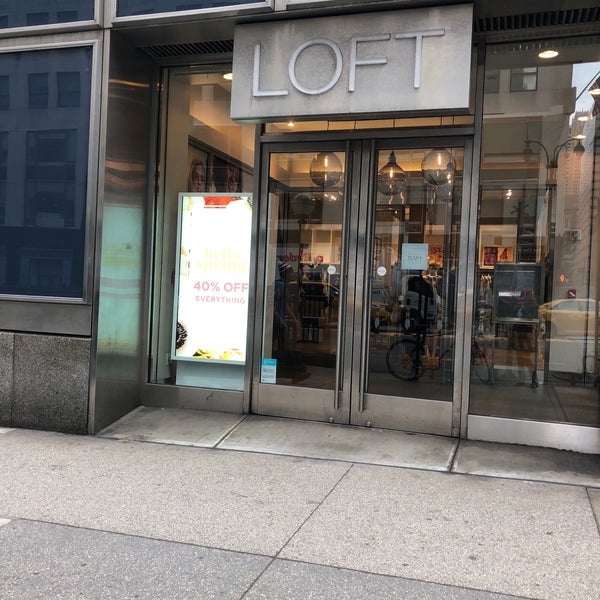 LOFT
hello
spring
40% OFF
EVERYTHING